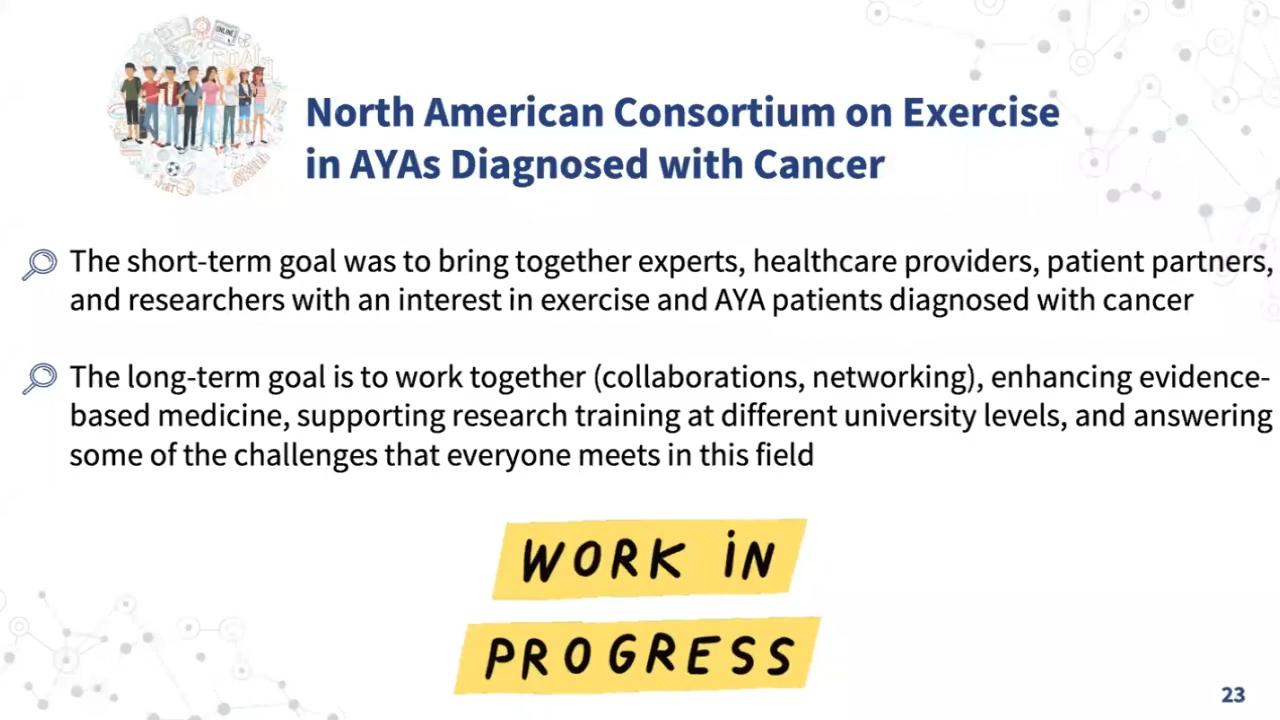 ONLINE
North American Consortium on Exercise
in AYAs Diagnosed with Cancer
The short-term goal was to bring together experts, healthcare providers, patient partners,
and researchers with an interest in exercise and AYA patients diagnosed with cancer
The long-term goal is to work together (collaborations, networking), enhancing evidence-
based medicine, supporting research training at different university levels, and answering
some of the challenges that everyone meets in this field
WORK iN
PROGRESS
23